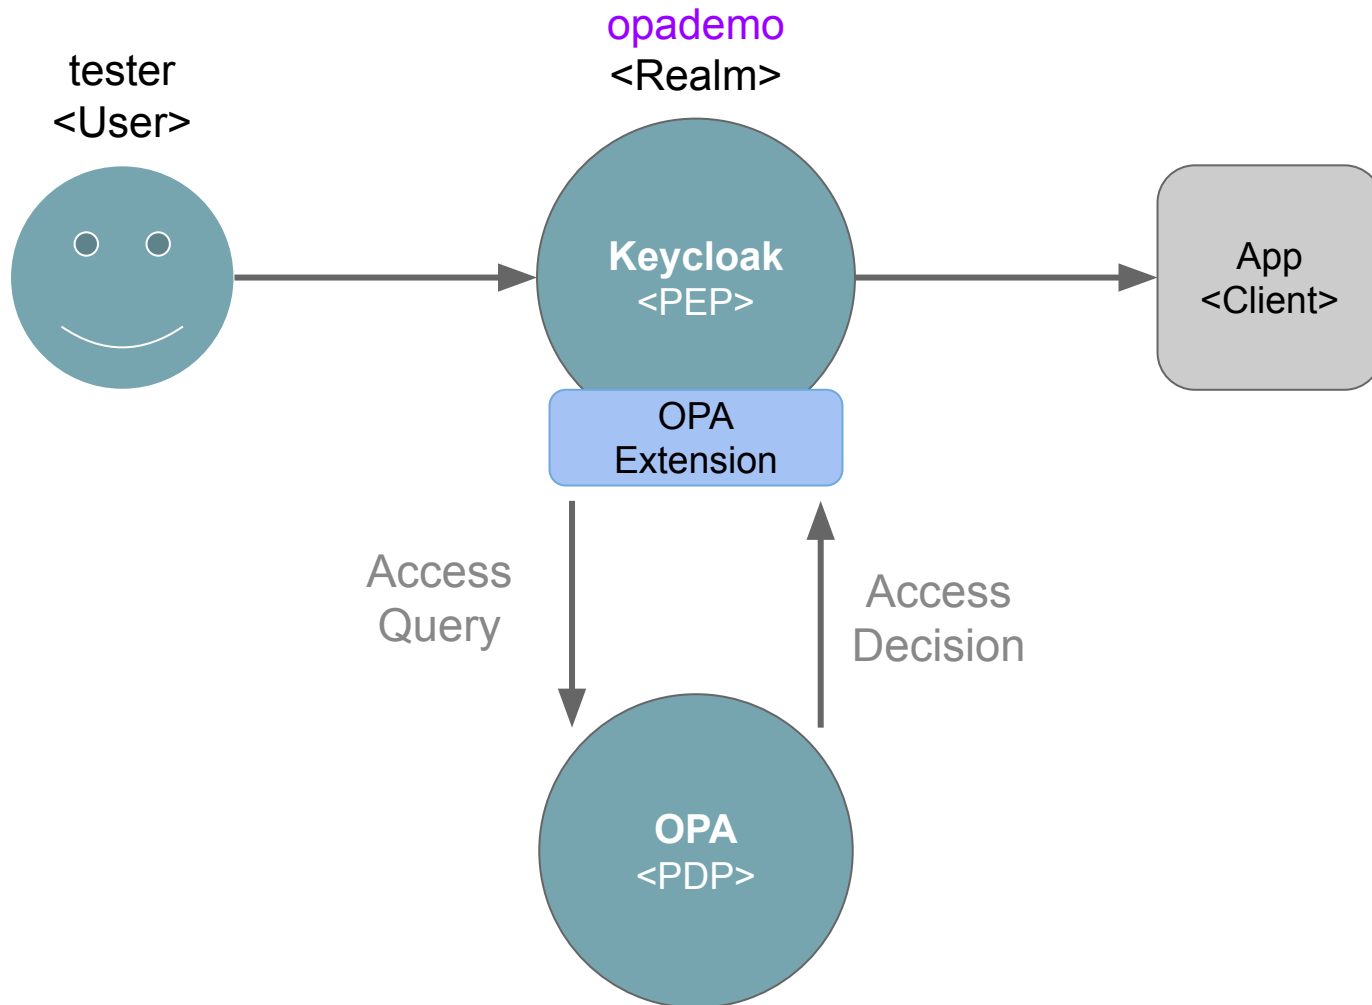 opademo
<Realm>
tester
<User>
Keycloak
<PEP>
App
<Client>
OPA
Extension
Access
Query
Access
Decision
OPA
<PDP>